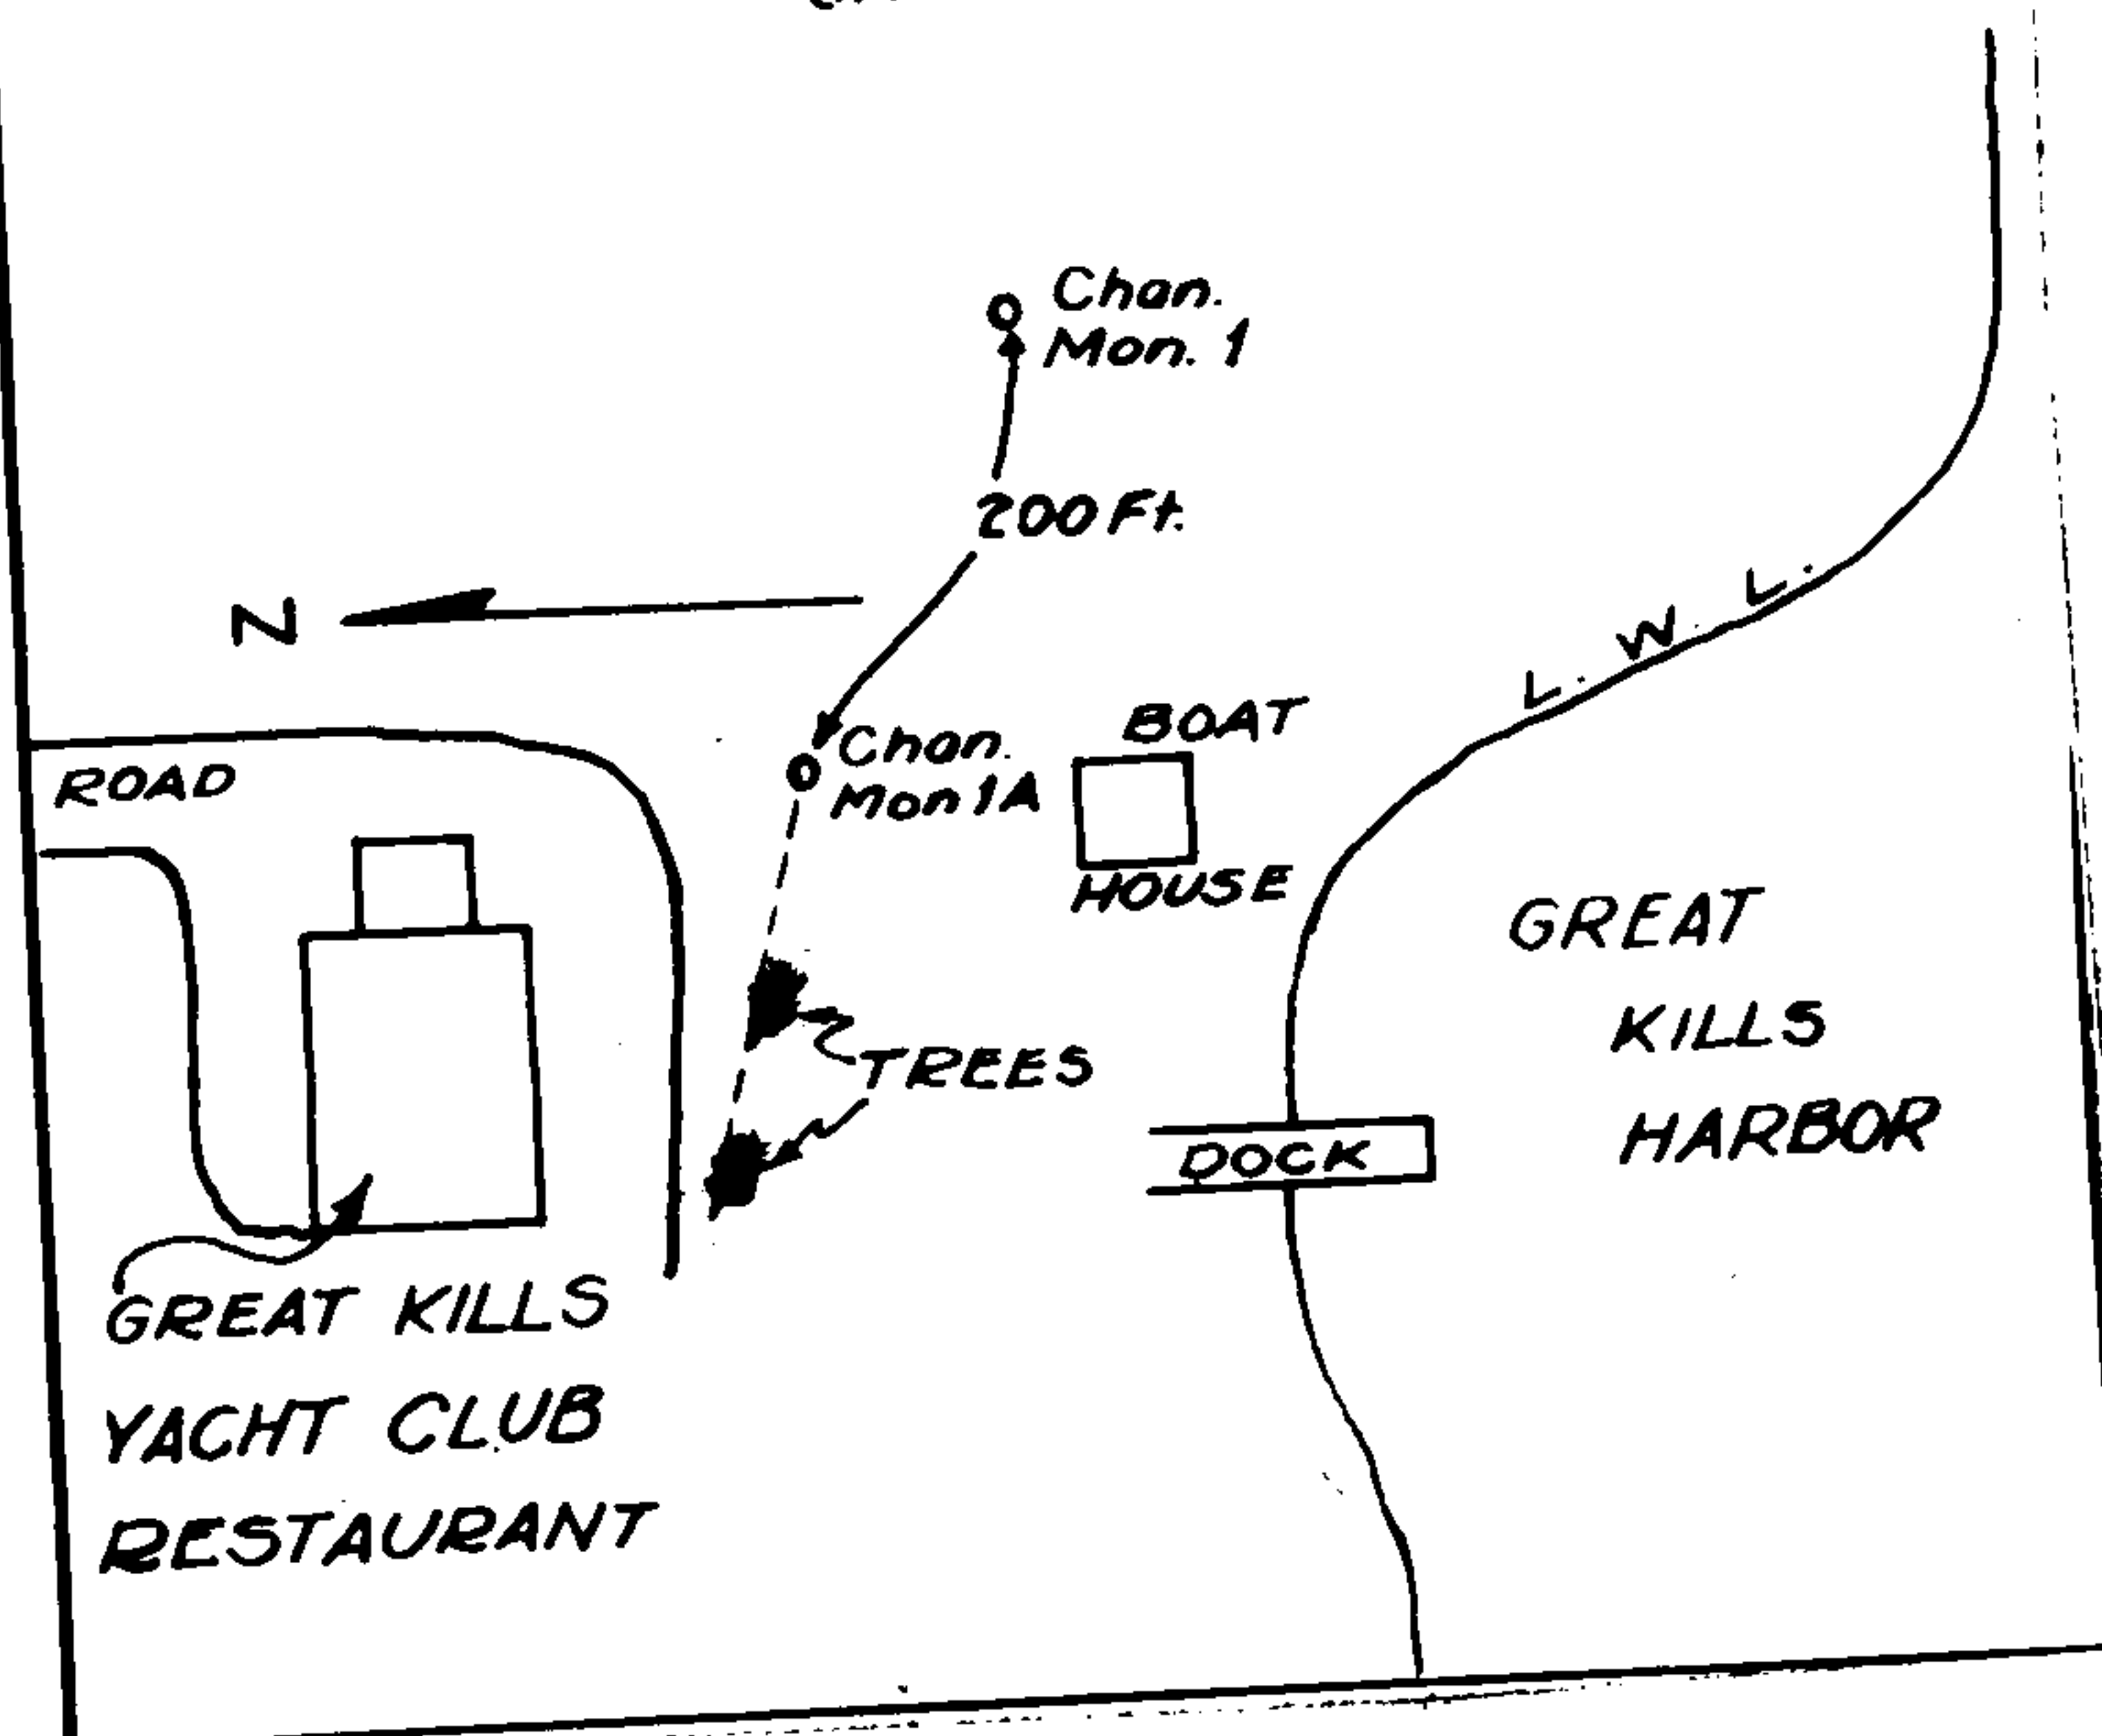 Chan.
Mon. 1
200 Ft.
N
L.W.L.
Chan.
Mon 1A
BOAT
HOUSE
ROAD
TREES
GREAT
KILLS
HARBOR
DOCK
GREAT KILLS
YACHT CLUB
RESTAURANT